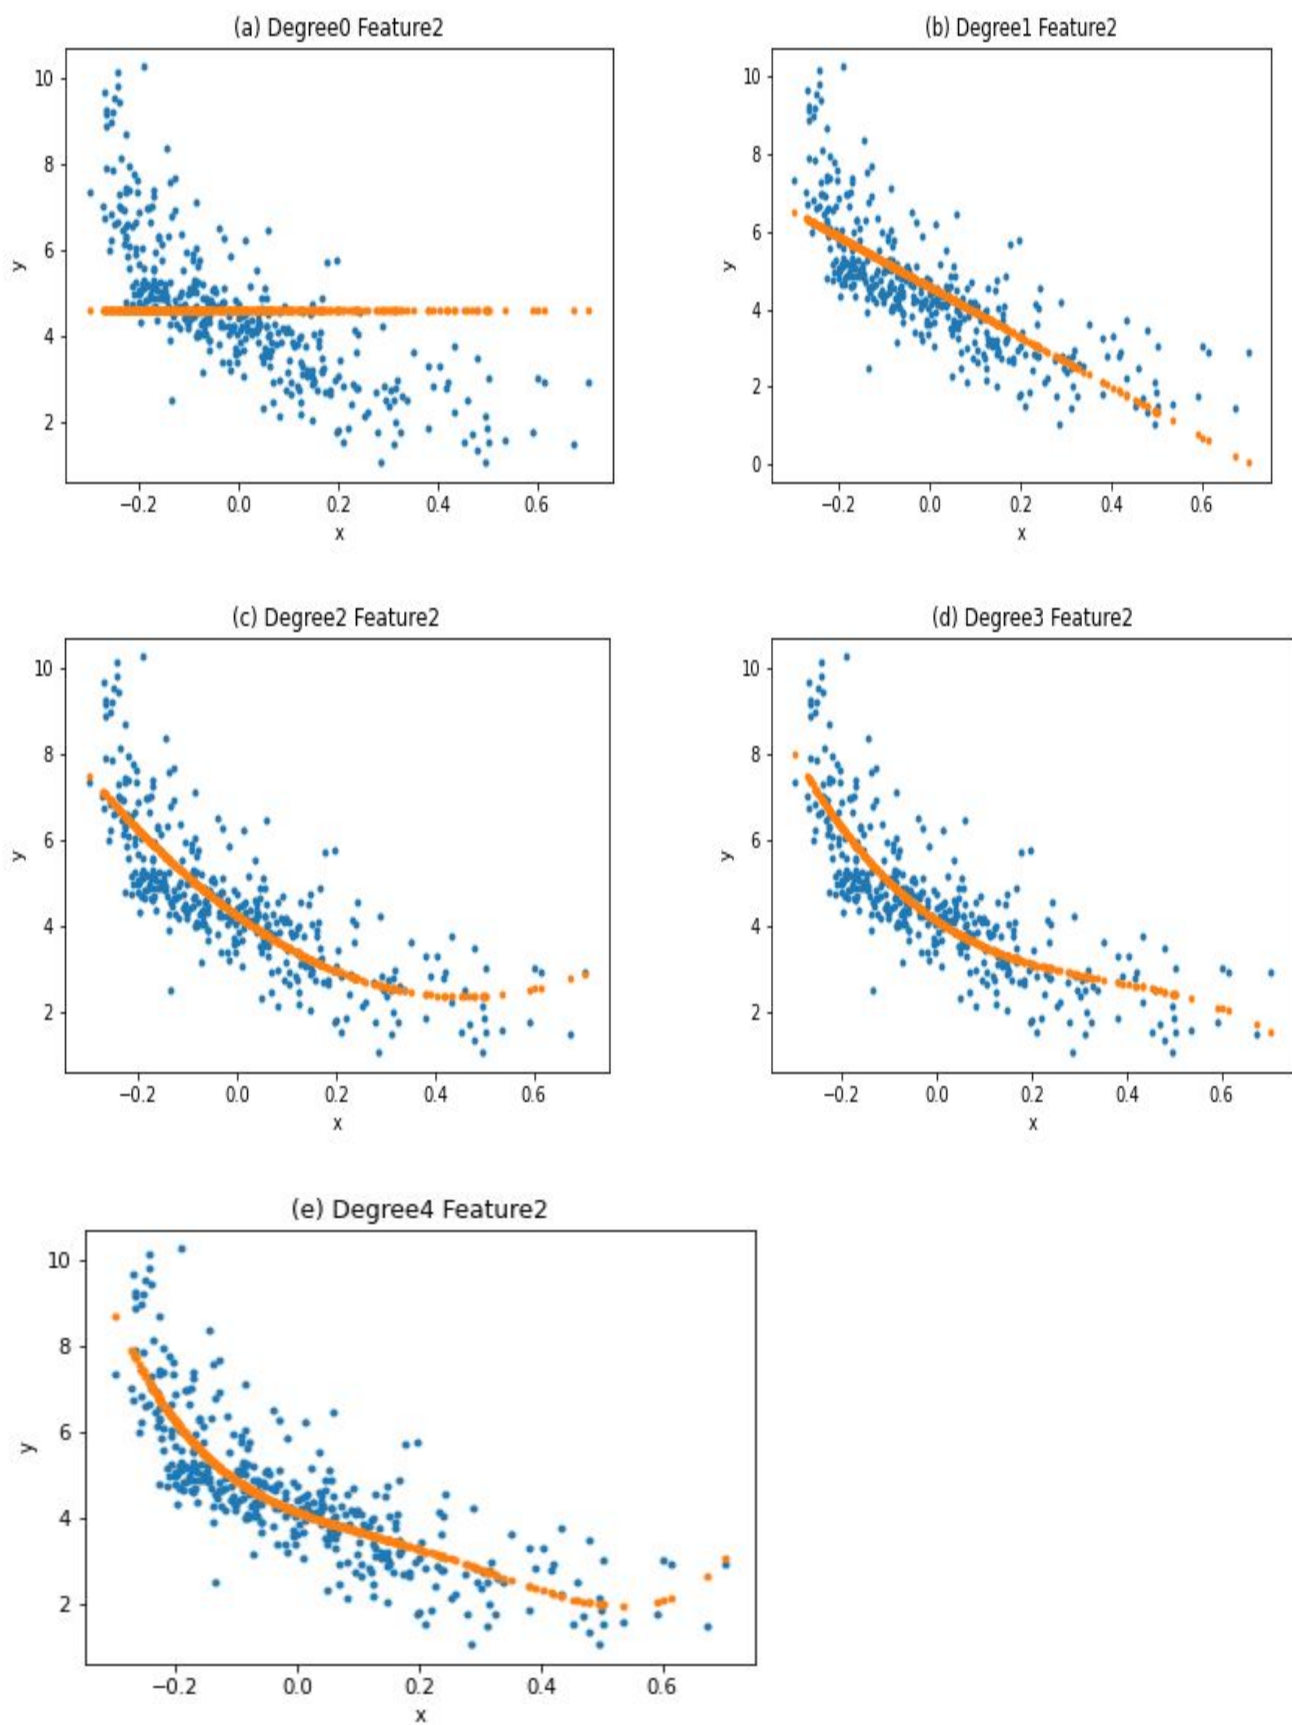 (a) Degree0 Feature2
10
8
6
4
2
y
−0.2 0.0 0.2 0.4 0.6
x
(b) Degree1 Feature2
10
8
6
4
2
0
y
−0.2 0.0 0.2 0.4 0.6
x
(c) Degree2 Feature2
10
8
6
4
2
y
−0.2 0.0 0.2 0.4 0.6
x
(d) Degree3 Feature2
10
8
6
4
2
y
−0.2 0.0 0.2 0.4 0.6
x
(e) Degree4 Feature2
10
8
6
4
2
y
−0.2 0.0 0.2 0.4 0.6
x